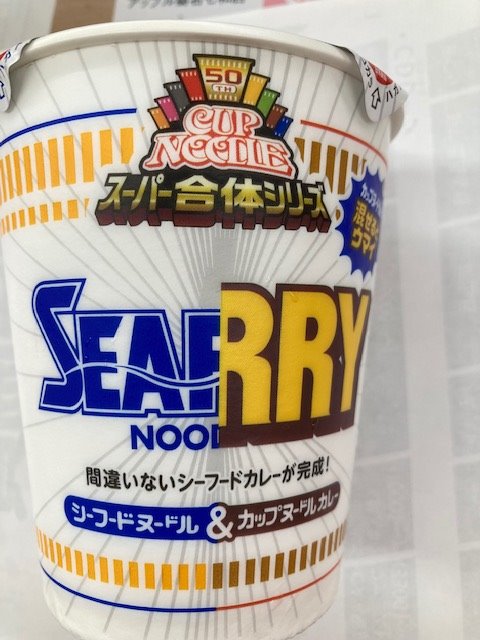 50TH
CUP
NOODLE
スーパー合体シリーズ
混ぜると
ウマイ
SEAFRRY
NOOD
間違いないシーフードカレーが完成!
シーフードヌードル & カップヌードルカレー